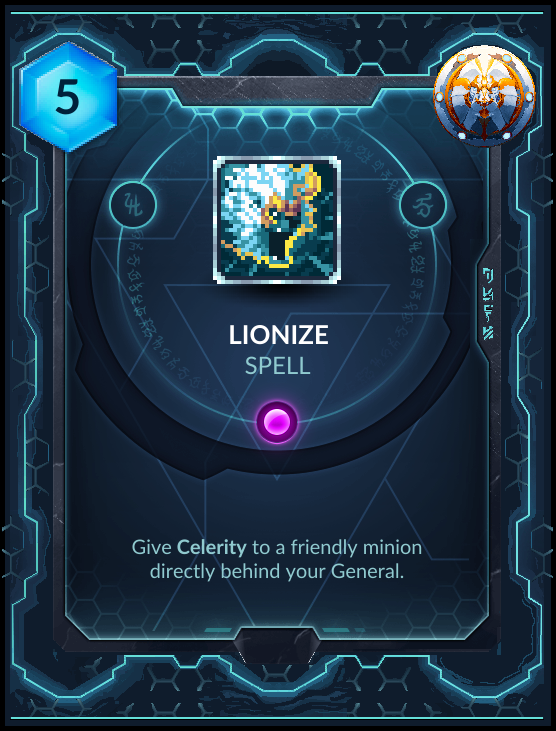 5
LIONIZE
SPELL
Give Celerity to a friendly minion
directly behind your General.